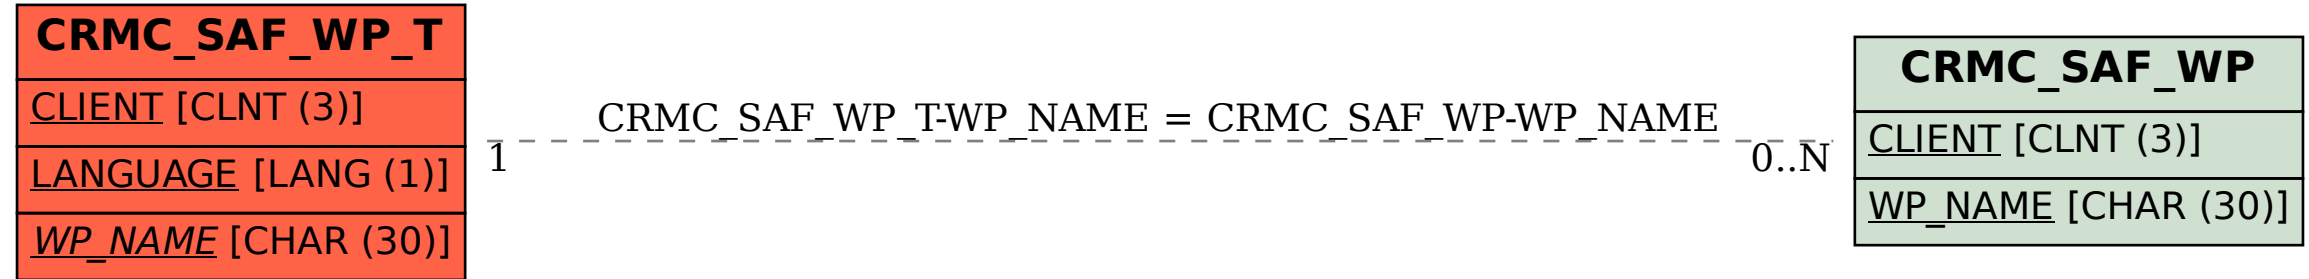 CRMC_SAF_WP_T
CLIENT [CLNT (3)]
LANGUAGE [LANG (1)]
WP_NAME [CHAR (30)]
CRMC_SAF_WP_T-WP_NAME = CRMC_SAF_WP-WP_NAME
1
0..N
CRMC_SAF_WP
CLIENT [CLNT (3)]
WP_NAME [CHAR (30)]